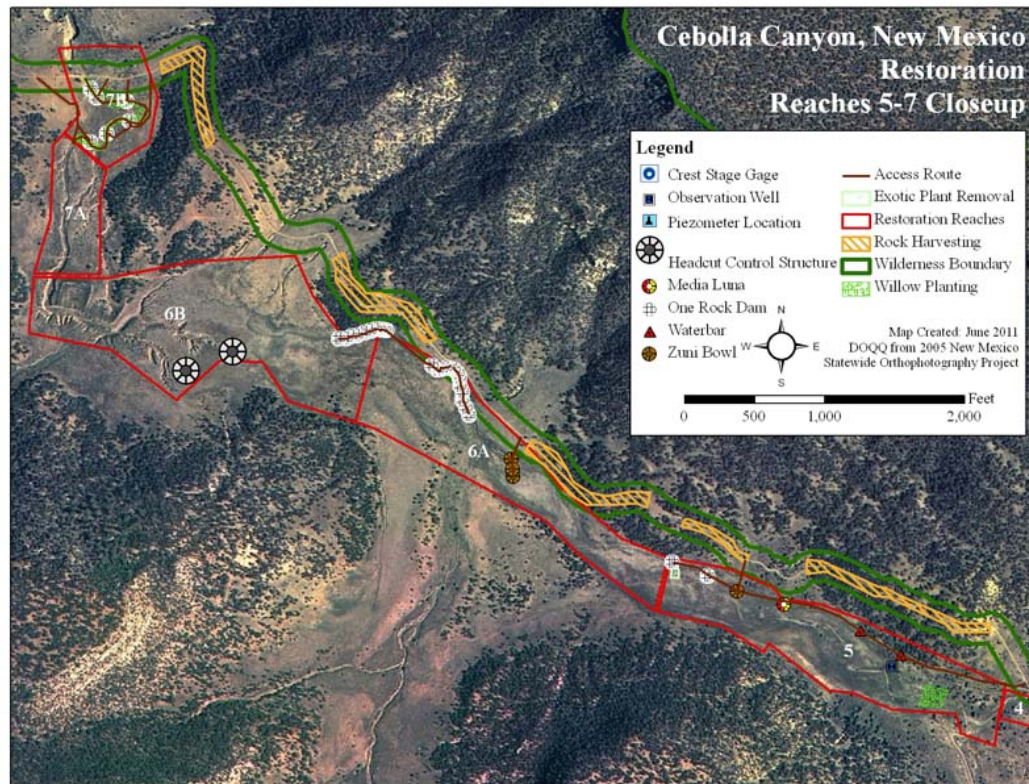 Cebolla Canyon, New Mexico
Restoration
Reaches 5-7 Closeup
Legend
Crest Stage Gage
Observation Well
Piezometer Location
Headcut Control Structure
Media Luna
One Rock Dam
Waterbar
Zuni Bowl
Access Route
Exotic Plant Removal
Restoration Reaches
Rock Harvesting
Wilderness Boundary
Willow Planting
N
W E
S
Map Created: June 2011
DOQQ from 2005 New Mexico
Statewide Orthophotography Project
Feet
0 500 1,000 2,000
7B
7A
6B
6A
5
4